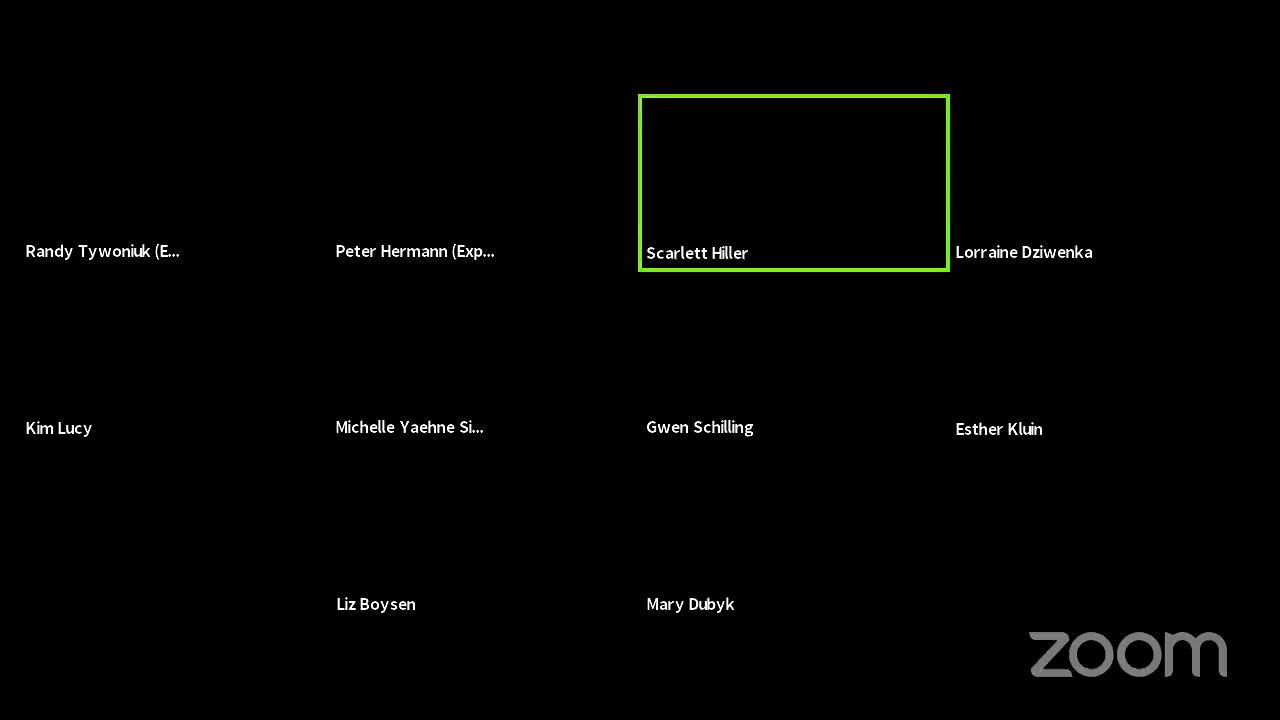 Randy Tywoniuk (E...
Peter Hermann (Exp...
Scarlett Hiller
Lorraine Dziwenka
Kim Lucy
Michelle Yaehne Si...
Gwen Schilling
Esther Kluin
Liz Boysen
Mary Dubyk
zoom